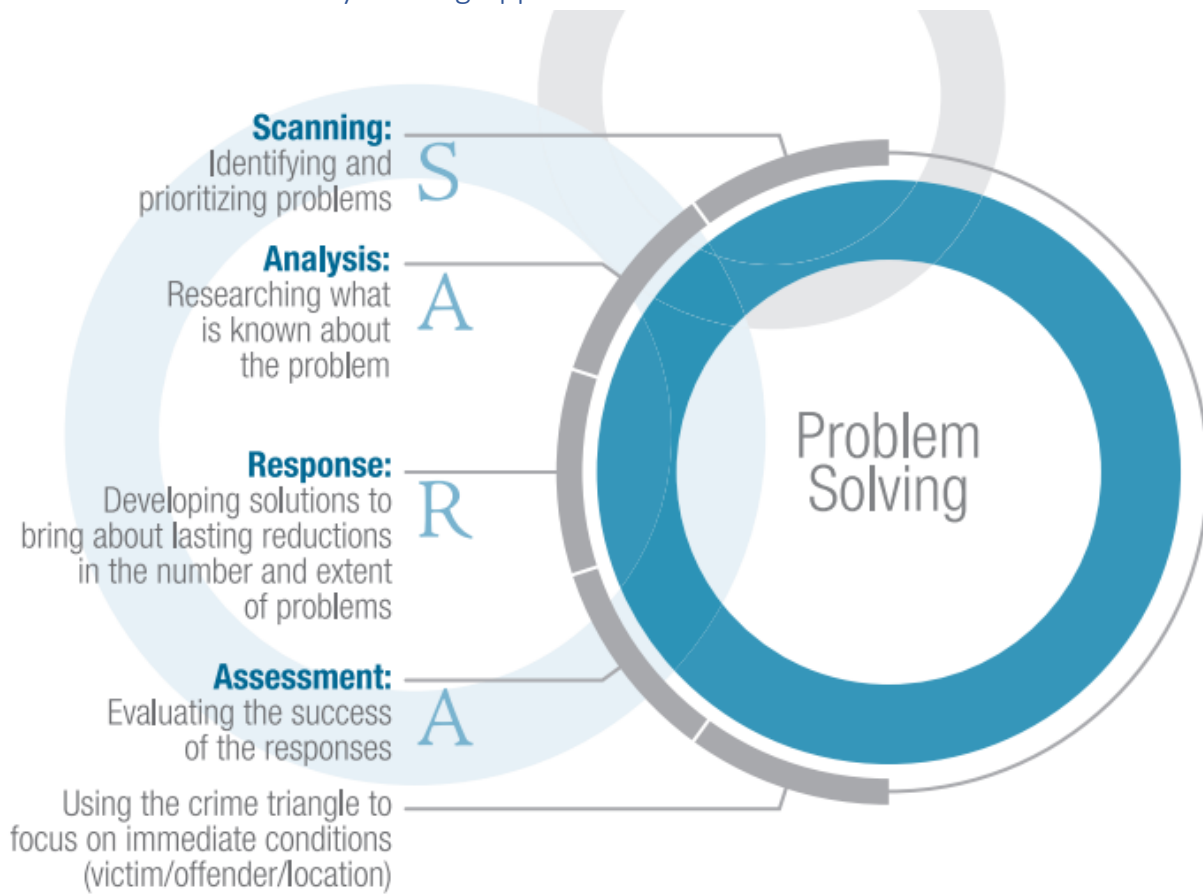 Scanning:
Identifying and
prioritizing problems
S
Analysis:
Researching what
is known about
the problem
A
Response:
Developing solutions to
bring about lasting reductions
in the number and extent
of problems
R
Assessment:
Evaluating the success
of the responses
A
Using the crime triangle to
focus on immediate conditions
(victim/offender/location)
Problem
Solving